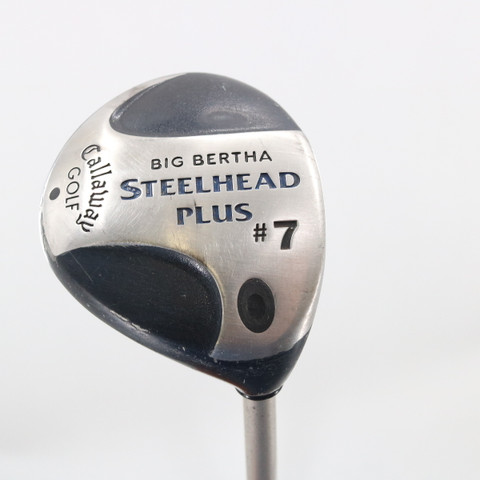 Callaway
GOLF
BIG BERTHA
STEELHEAD
PLUS
#7